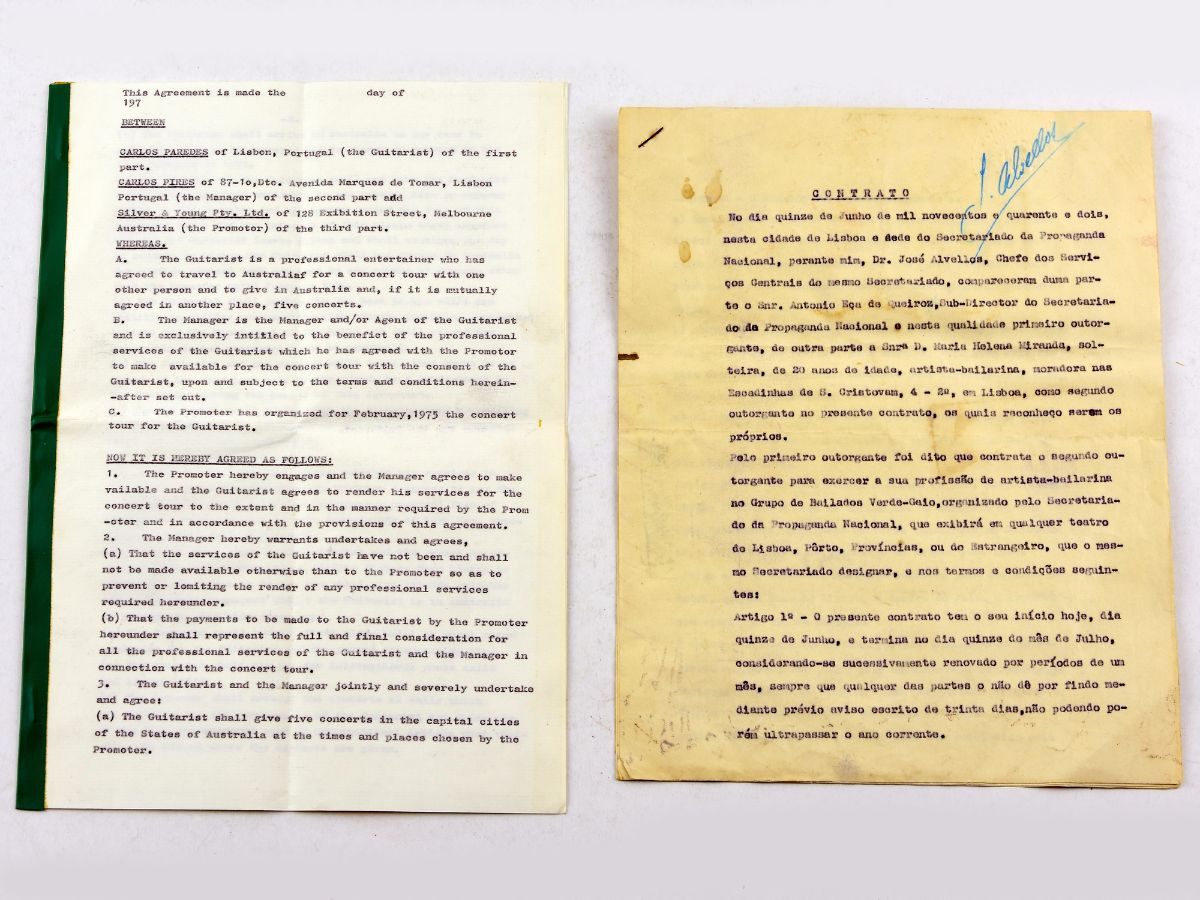 This Agreement is made the day of
197
BETWEEN
CARLOS PAREDES of Lisbon, Portugal (the Guitarist) of the first
part.
CARLOS PIRES of 87-1o,Dto. Avenida Marques de Tomar, Lisbon
Portugal (the Manager) of the second part and
Silver & Young Pty. Ltd. of 128 Exibition Street, Melbourne
Australia (the Promotor) of the third part.
WHEREAS.
A. The Guitarist is a professional entertainer who has
agreed to travel to Australiaf for a concert tour with one
other person and to give in Australia and, if it is mutually
agreed in another place, five concerts.
B. The Manager is the Manager and/or Agent of the Guitarist
and is exclusively intitled to the benefict of the professional
services of the Guitarist which he has agreed with the Promotor
to make available for the concert tour with the consent of the
Guitarist, upon and subject to the terms and conditions herein-
-after set out.
C. The Promoter has organized for February,1975 the concert
tour for the Guitarist.
NOW IT IS HEREBY AGREED AS FOLLOWS:
1. The Promoter hereby engages and the Manager agrees to make
vailable and the Guitarist agrees to render his services for the
concert tour to the extent and in the manner required by the Prom
-oter and in accordance with the provisions of this agreement.
2. The Manager hereby warrants undertakes and agrees,
(a) That the services of the Guitarist have not been and shall
not be made available otherwise than to the Promoter so as to
prevent or lomiting the render of any professional services
required hereunder.
(b) That the payments to be made to the Guitarist by the Promoter
hereunder shall represent the full and final consideration for
all the professional services of the Guitarist and the Manager in
connection with the concert tour.
3. The Guitarist and the Manager jointly and severely undertake
and agree:
(a) The Guitarist shall give five concerts in the capital cities
of the States of Australia at the times and places chosen by the
Promoter.
J. Alvellos
CONTRATO
No dia quinze de Junho de mil novecentos e quarente e dois,
nesta cidade de Lisboa e Sede do Secretariado da Propaganda
Nacional, perante mim, Dr. José Alvellos, Chefe dos Servi-
ços Centrais do mesmo Secretariado, compareceram duma par-
te o Snr. Antonio Eça de Queiroz,Sub-Director do Secretaria-
do da Propaganda Nacional e nesta qualidade primeiro outor-
gante, de outra parte a Snrª D. Maria Helena Miranda, sol-
teira, de 20 anos de idade, artista-bailarina, moradora nas
Escadinhas de S. Cristovam, 4 - 2º, em Lisboa, como segundo
outorgante no presente contrato, os quais reconheço serem os
próprios.
Pelo primeiro outorgante foi dito que contrata o segundo ou-
torgante para exercer a sua profissão de artista-bailarina
no Grupo de Bailados Verde-Gaio,organizado pelo Secretaria-
do da Propaganda Nacional, que exibirá em qualquer teatro
de Lisboa, Pôrto, Províncias, ou do Estrangeiro, que o mes-
mo Secretariado designar, e nos termos e condições seguin-
tes:
Artigo 1º - O presente contrato tem o seu início hoje, dia
quinze de Junho, e termina no dia quinze do mês de Julho,
considerando-se sucessivamente renovado por períodos de um
mês, sempre que qualquer das partes o não dê por findo me-
diante prévio aviso escrito de trinta dias,não podendo po-
rém ultrapassar o ano corrente.